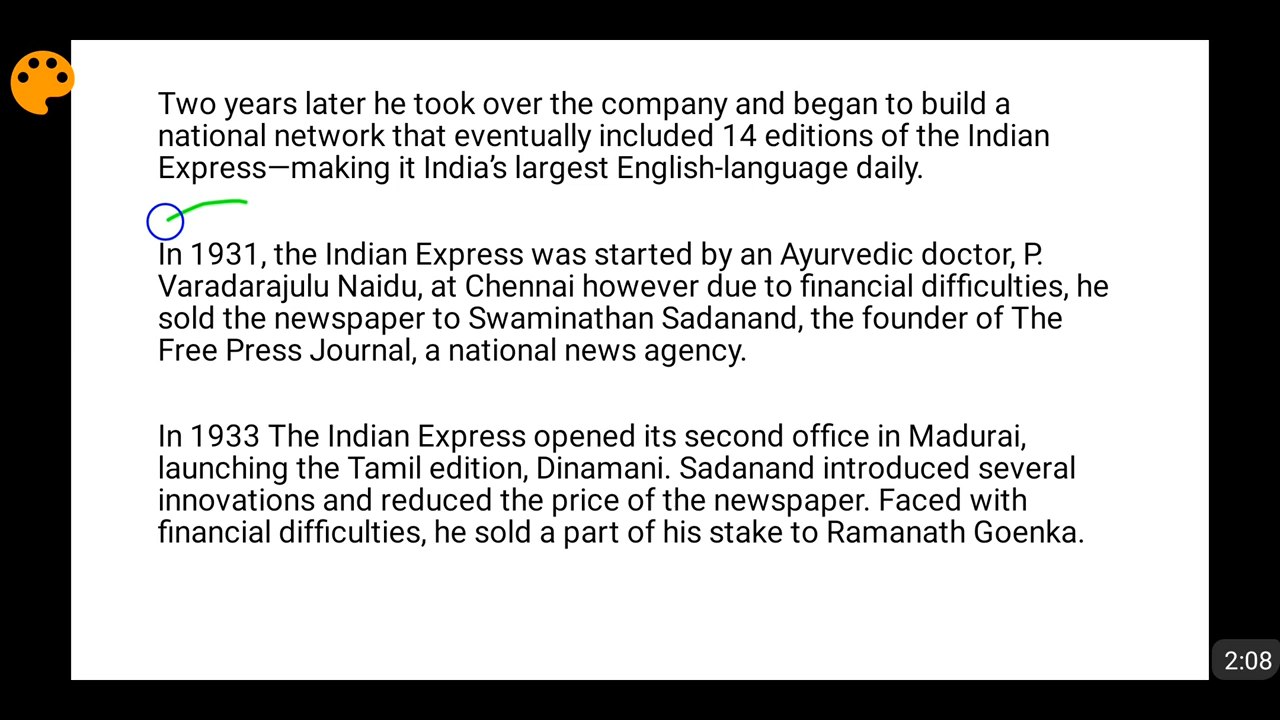 Two years later he took over the company and began to build a
national network that eventually included 14 editions of the Indian
Express—making it India's largest English-language daily.
In 1931, the Indian Express was started by an Ayurvedic doctor, P.
Varadarajulu Naidu, at Chennai however due to financial difficulties, he
sold the newspaper to Swaminathan Sadanand, the founder of The
Free Press Journal, a national news agency.
In 1933 The Indian Express opened its second office in Madurai,
launching the Tamil edition, Dinamani. Sadanand introduced several
innovations and reduced the price of the newspaper. Faced with
financial difficulties, he sold a part of his stake to Ramanath Goenka.
2:08